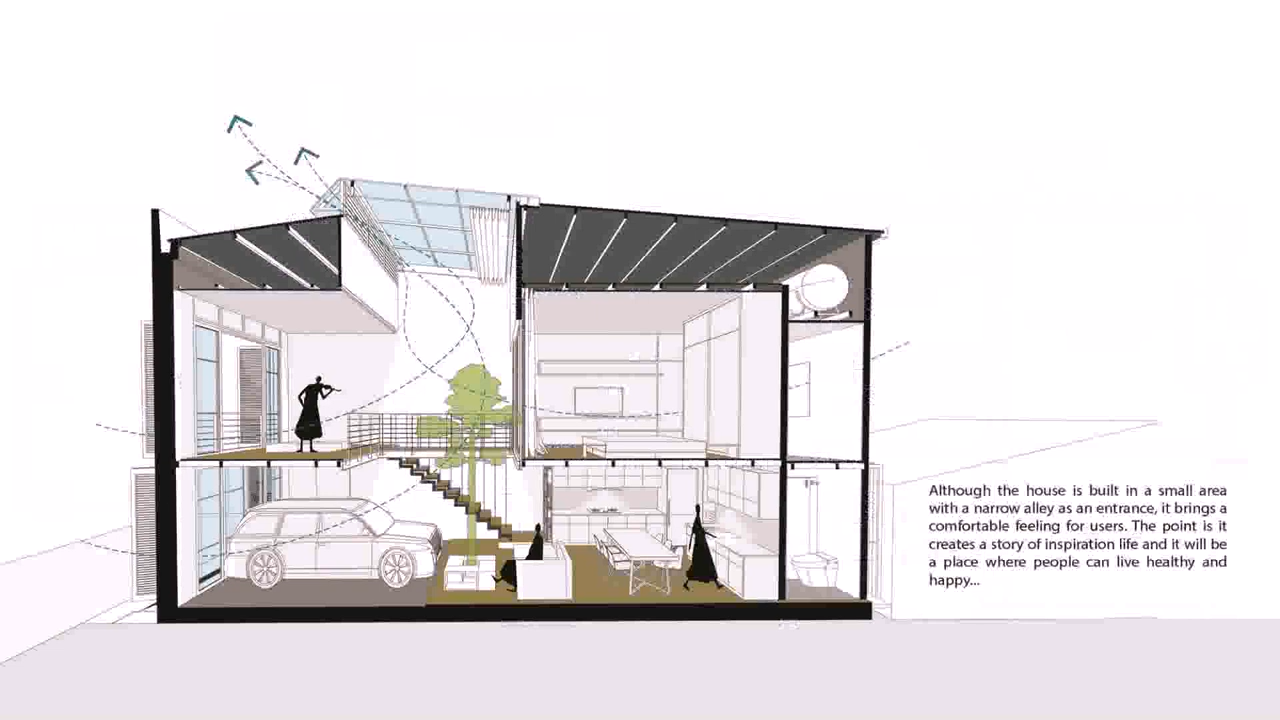 Although the house is built in a small area
with a narrow alley as an entrance, it brings a
comfortable feeling for users. The point is it
creates a story of inspiration life and it will be
a place where people can live healthy and
happy...